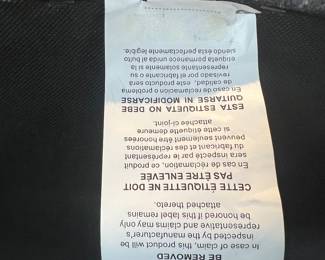 BE REMOVED
In case of claim, this product will be
inspected by the manufacturer's
representative and claims may only
be honored if this label remain
attached thereto.
CETTE ÉTIQUETTE NE DOIT
PAS ÊTRE ENLEVÉE
En cas de réclamation, ce produit
sera inspecté par le représentant
du fabricant et des réclamations
peuvent seulement être honorées
si cette étiquette demeure
attachée ci-joint.
ESTA ESTIQUETA NO DEBE
QUITARSE NI MODIFICARSE
En caso de reclamación o problema
de calidad, este producto será
revisado por su fabricante o
representante solamente si la
permanece unida al bulto
siendo ésta perfectamente legible.